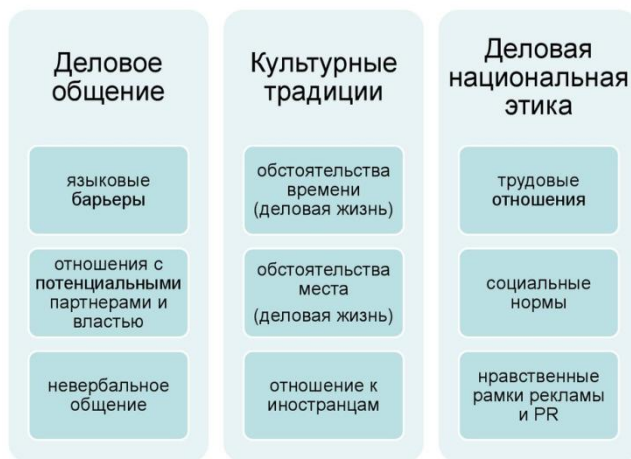 Деловое
общение
языковые
барьеры
отношения с
потенциальными
партнерами и
властью
невербальное
общение
Культурные
традиции
обстоятельства
времени
(деловая жизнь)
обстоятельства
места
(деловая жизнь)
отношение к
иностранцам
Деловая
национальная
этика
трудовые
отношения
социальные
нормы
нравственные
рамки рекламы
и PR